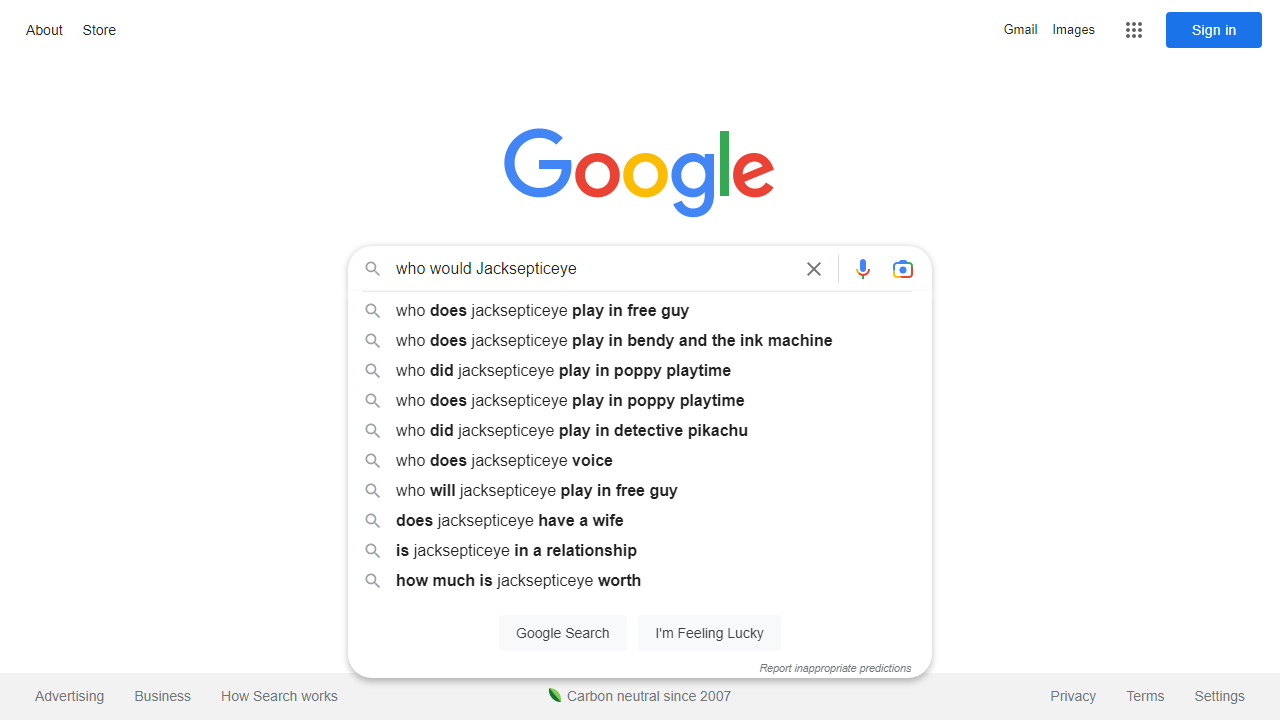 About Store Gmail Images Sign in
Google
who would Jacksepticeye
who does jacksepticeye play in free guy
who does jacksepticeye play in bendy and the ink machine
who did jacksepticeye play in poppy playtime
who does jacksepticeye play in poppy playtime
who did jacksepticeye play in detective pikachu
who does jacksepticeye voice
who will jacksepticeye play in free guy
does jacksepticeye have a wife
is jacksepticeye in a relationship
how much is jacksepticeye worth
Google Search I'm Feeling Lucky
Report inappropriate predictions
Advertising Business How Search works Carbon neutral since 2007 Privacy Terms Settings